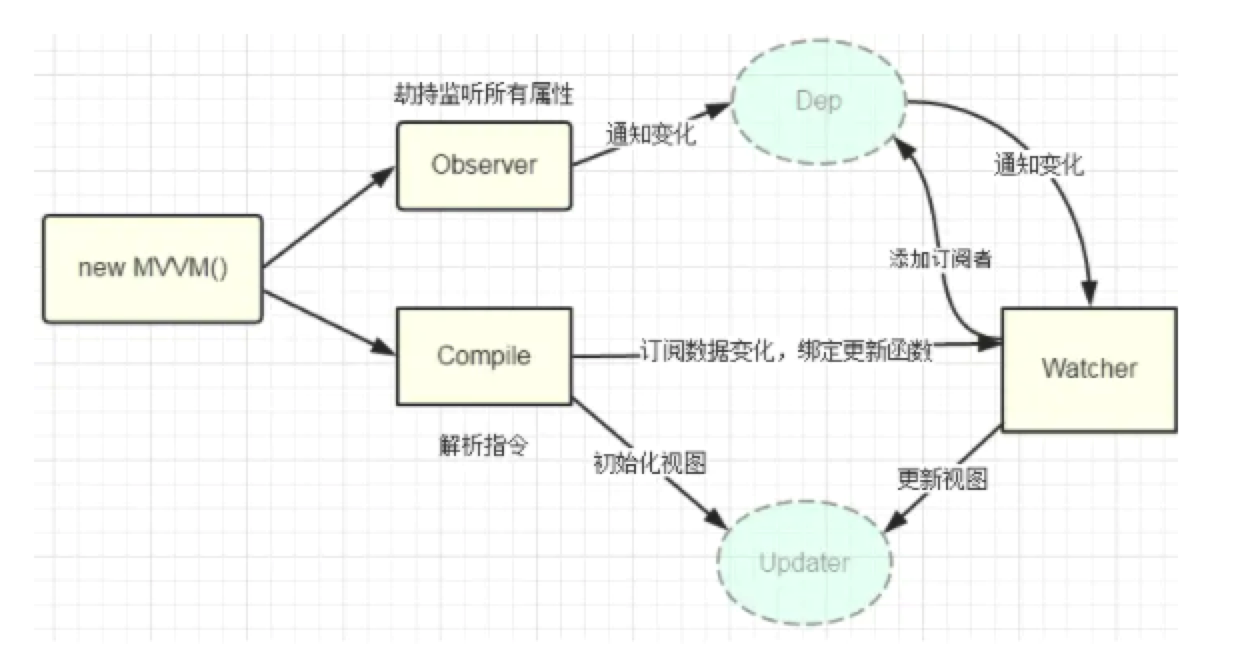 劫持监听所有属性
Dep
通知变化
Observer
通知变化
new MVVM()
添加订阅者
Compile
订阅数据变化，绑定更新函数
Watcher
解析指令
初始化视图
更新视图
Updater